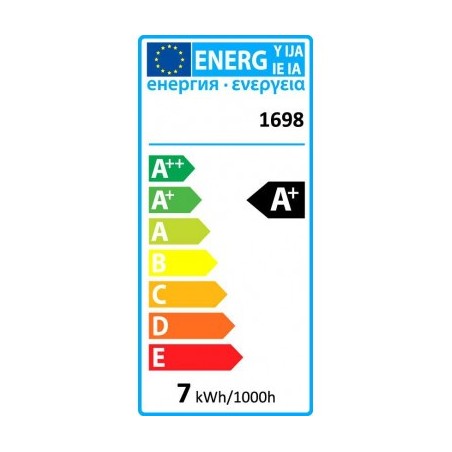 ENERG Y IJA
IE IA
енергия · ενεργεια
1698
A++
A+ A+
A
B
C
D
E
7 kWh/1000h